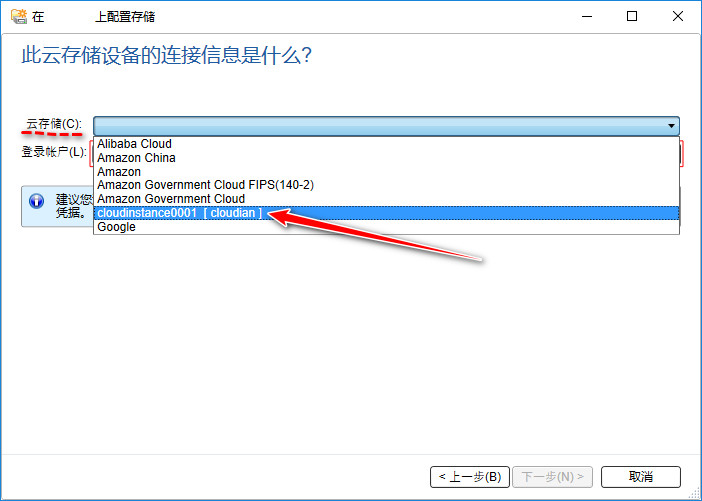 在 上配置存储
此云存储设备的连接信息是什么?
云存储(C):
Alibaba Cloud
Amazon China
登录帐户(L):
Amazon
Amazon Government Cloud FIPS(140-2)
Amazon Government Cloud
建议您
cloudinstance0001 [ cloudian ]
凭据。
Google
< 上一步(B)
下一步(N) >
取消